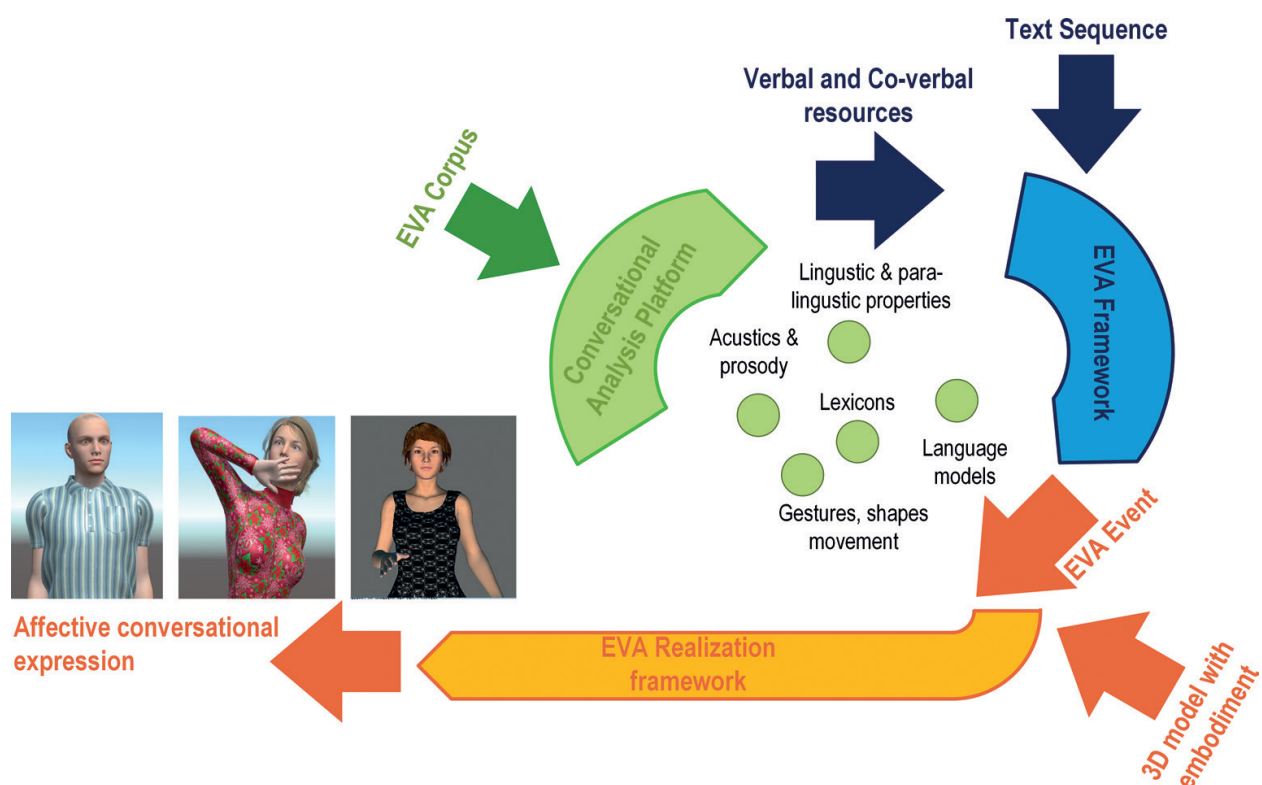 Text Sequence
Verbal and Co-verbal
resources
EVA Corpus
Conversational
Analysis Platform
EVA Framework
Lingustic & para-
lingustic properties
Acustics &
prosody
Lexicons
Language
models
Gestures, shapes
movement
EVA Event
3D model with
embodiment
EVA Realization
framework
Affective conversational
expression